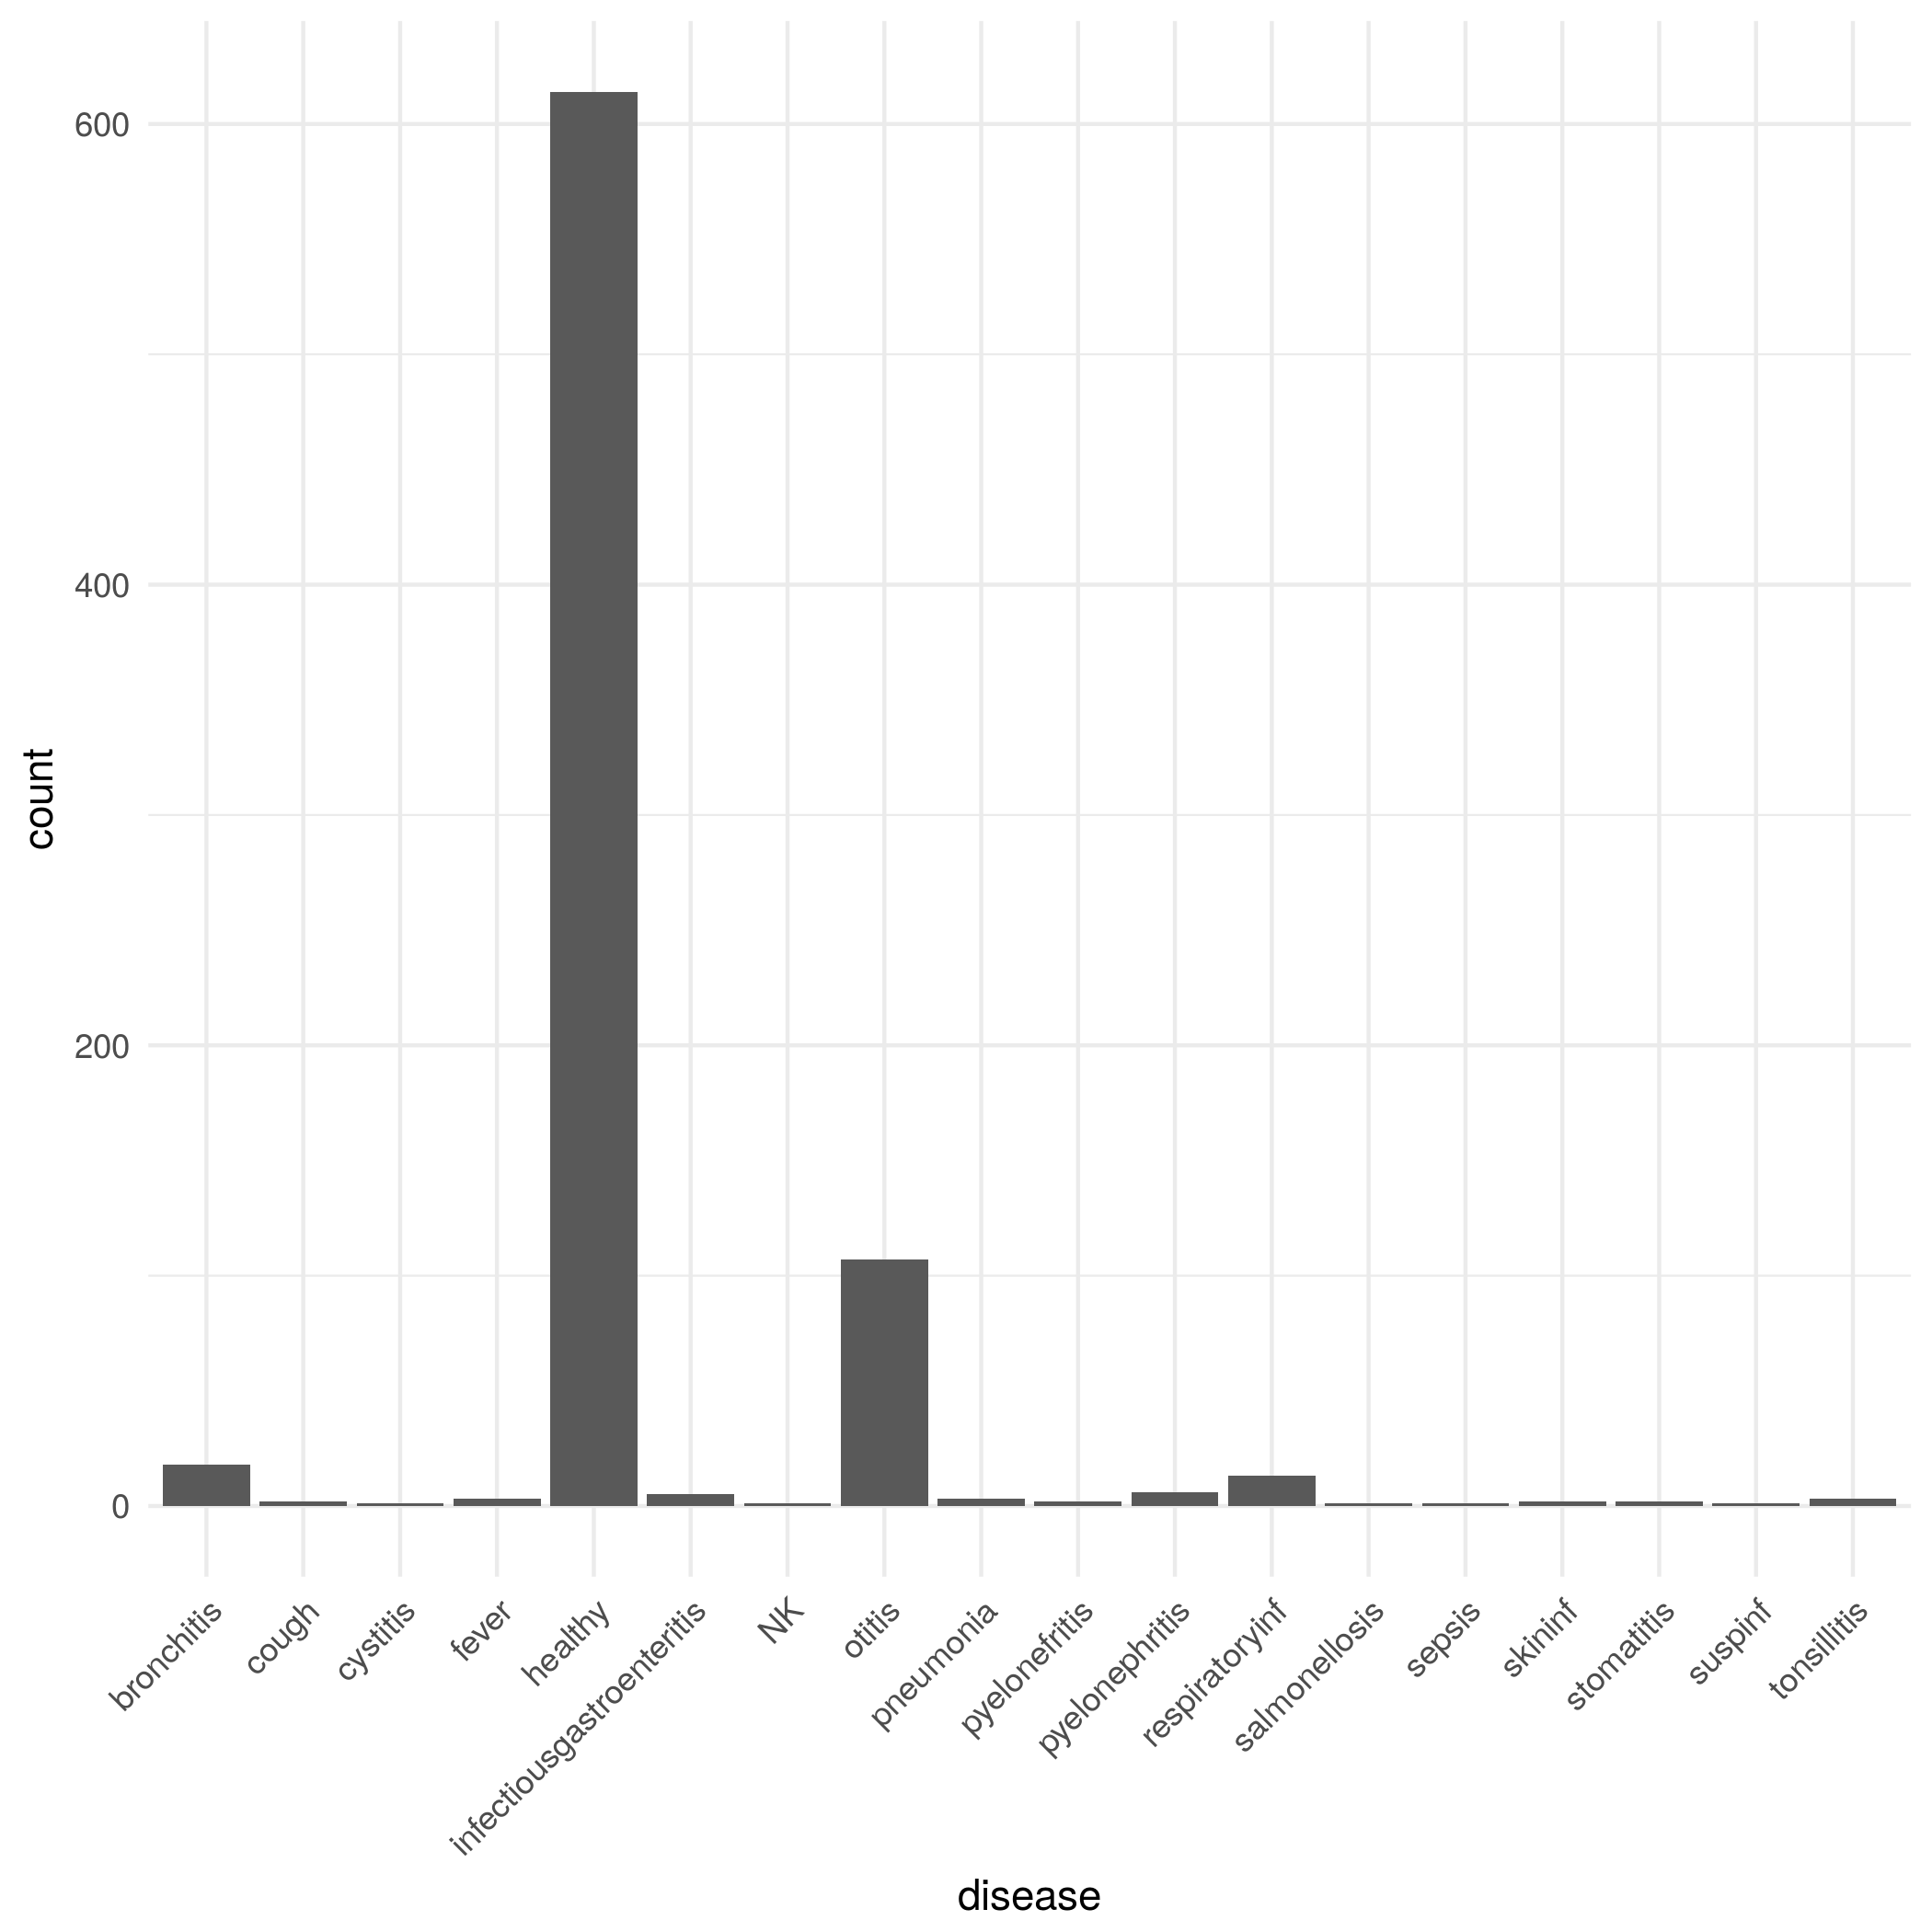 count
600
400
200
0
bronchitis
cough
cystitis
fever
healthy
infectiousgastroenteritis
NK
otitis
pneumonia
pyelonefritis
pyelonephritis
respiratoryinf
salmonellosis
sepsis
skininf
stomatitis
suspinf
tonsillitis
disease